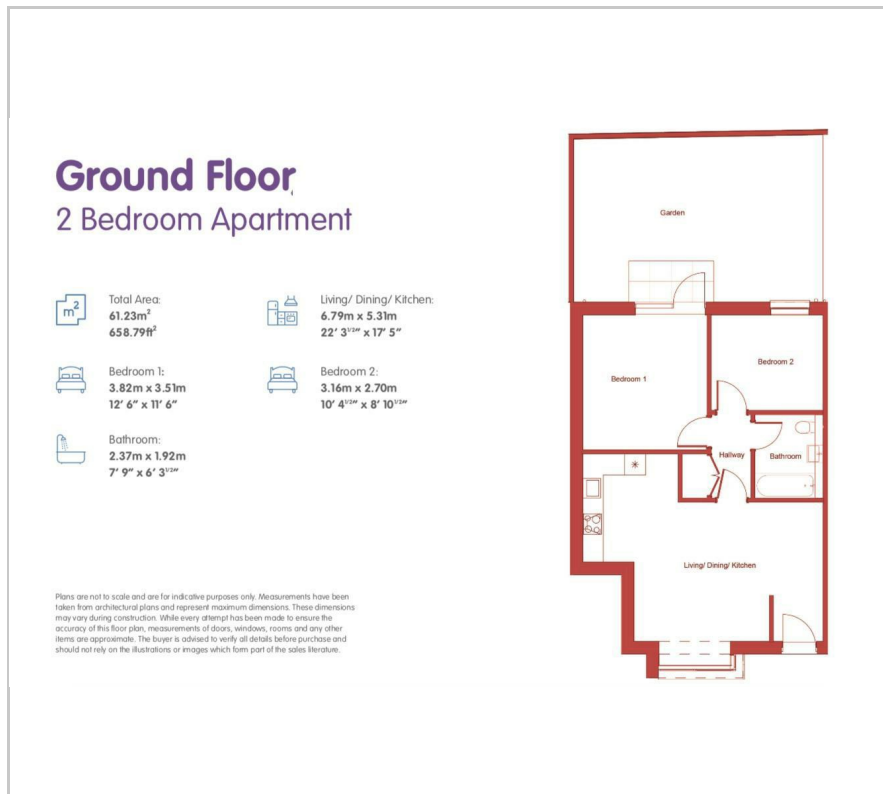 Ground Floor
2 Bedroom Apartment
m²
Total Area:
61.23m²
658.79ft²
Living/ Dining/ Kitchen:
6.79m x 5.31m
22' 3¹/²" x 17' 5"
Bedroom 1:
3.82m x 3.51m
12' 6" x 11' 6"
Bedroom 2:
3.16m x 2.70m
10' 4¹/²" x 8' 10¹/²"
Bathroom:
2.37m x 1.92m
7' 9" x 6' 3¹/²"
Plans are not to scale and are for indicative purposes only. Measurements have been
taken from architectural plans and represent maximum dimensions. These dimensions
may vary during construction. While every attempt has been made to ensure the
accuracy of this floor plan, measurements of doors, windows, rooms and any other
items are approximate. The buyer is advised to verify all details before purchase and
should not rely on the illustrations or images which form part of the sales literature.
Garden
Bedroom 2
Bedroom 1
Hallway
Bathroom
Living/ Dining/ Kitchen